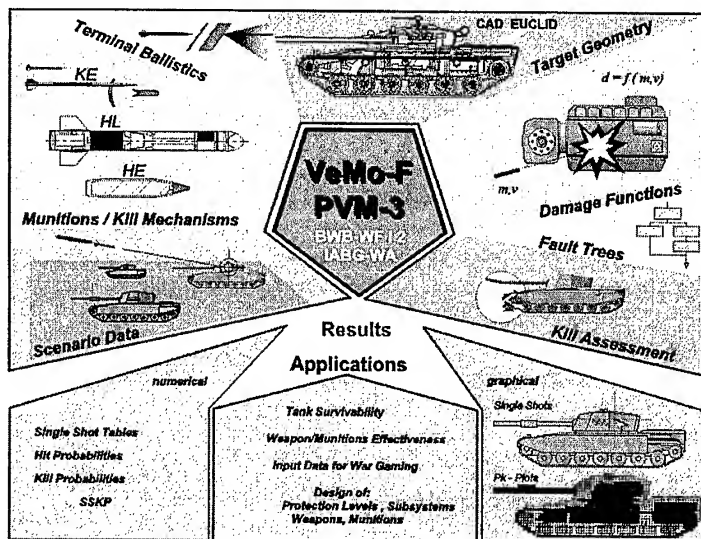 Terminal Ballistics
CAD EUCLID
Target Geometry
KE
d = f ( m,v)
HL
HE
m,v
Munitions / Kill Mechanisms
Damage Functions
VeMo-F
PVM-3
BWB-WF I-2
IABG-WA
Fault Trees
Scenario Data
Kill Assessment
Results
Applications
numerical
Single Shot Tables
Hit Probabilities
Kill Probabilities
SSKP
Tank Survivability
Weapon/Munitions Effectiveness
Input Data for War Gaming
Design of:
Protection Levels , Subsystems
Weapons, Munitions
graphical
Single Shots
Pk - Plots